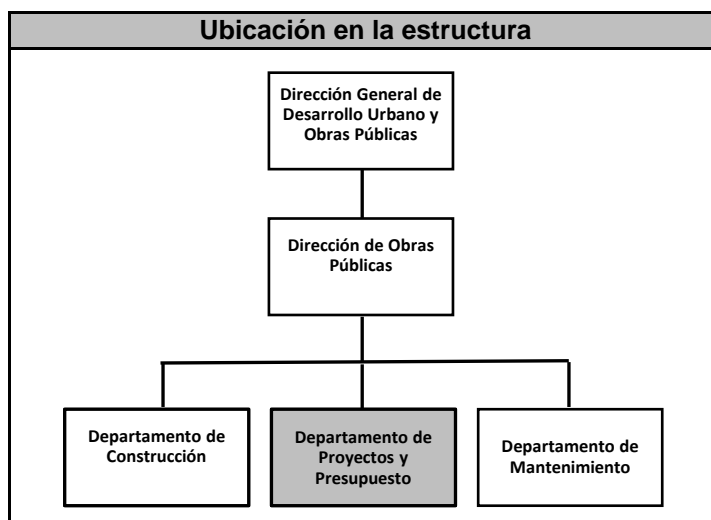 Ubicación en la estructura
Dirección General de
Desarrollo Urbano y
Obras Públicas
Dirección de Obras
Públicas
Departamento de
Construcción
Departamento de
Proyectos y
Presupuesto
Departamento de
Mantenimiento